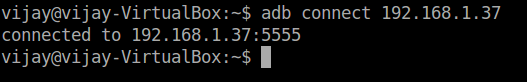 vijay@vijay-VirtualBox:~$ adb connect 192.168.1.37
connected to 192.168.1.37:5555
vijay@vijay-VirtualBox:~$